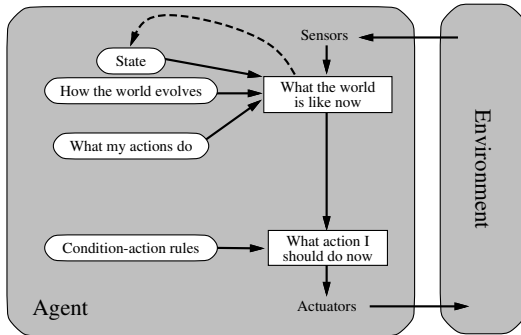 Sensors
State
How the world evolves
What the world
is like now
What my actions do
Condition-action rules
What action I
should do now
Agent
Actuators
Environment